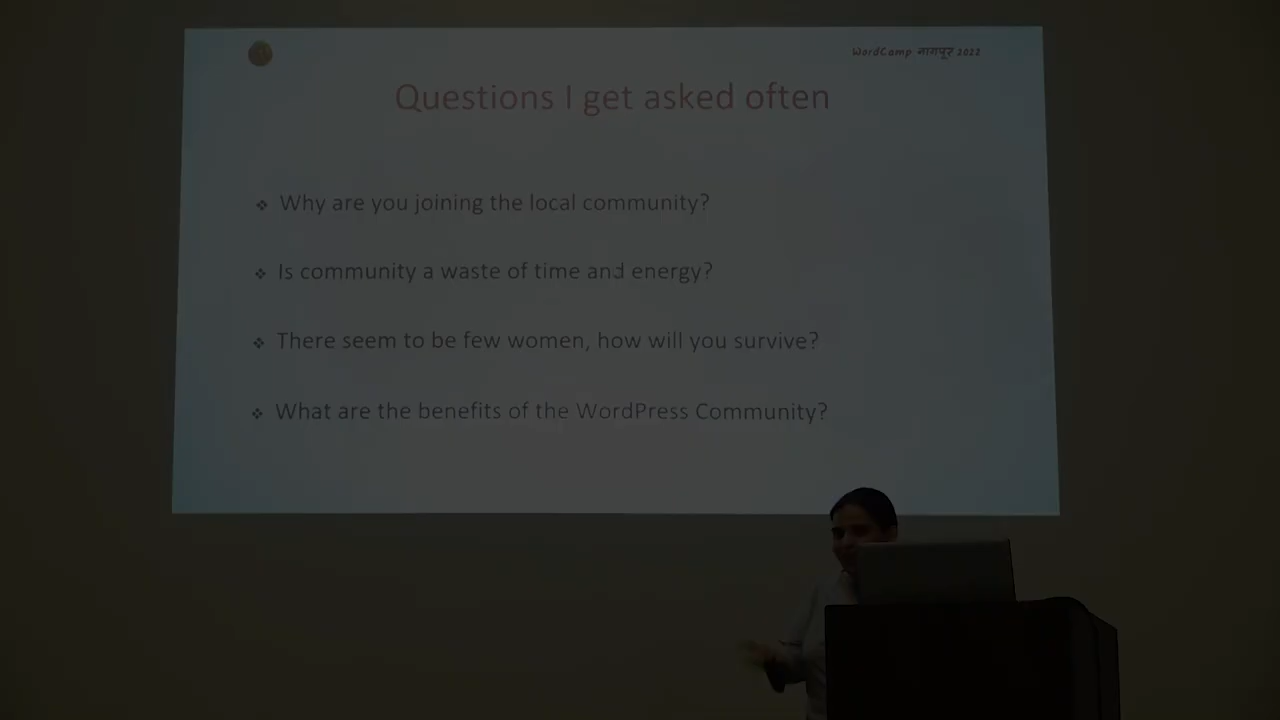 WordCamp नागपूर 2022
Questions I get asked often
❖ Why are you joining the local community?
❖ Is community a waste of time and energy?
❖ There seem to be few women, how will you survive?
❖ What are the benefits of the WordPress Community?